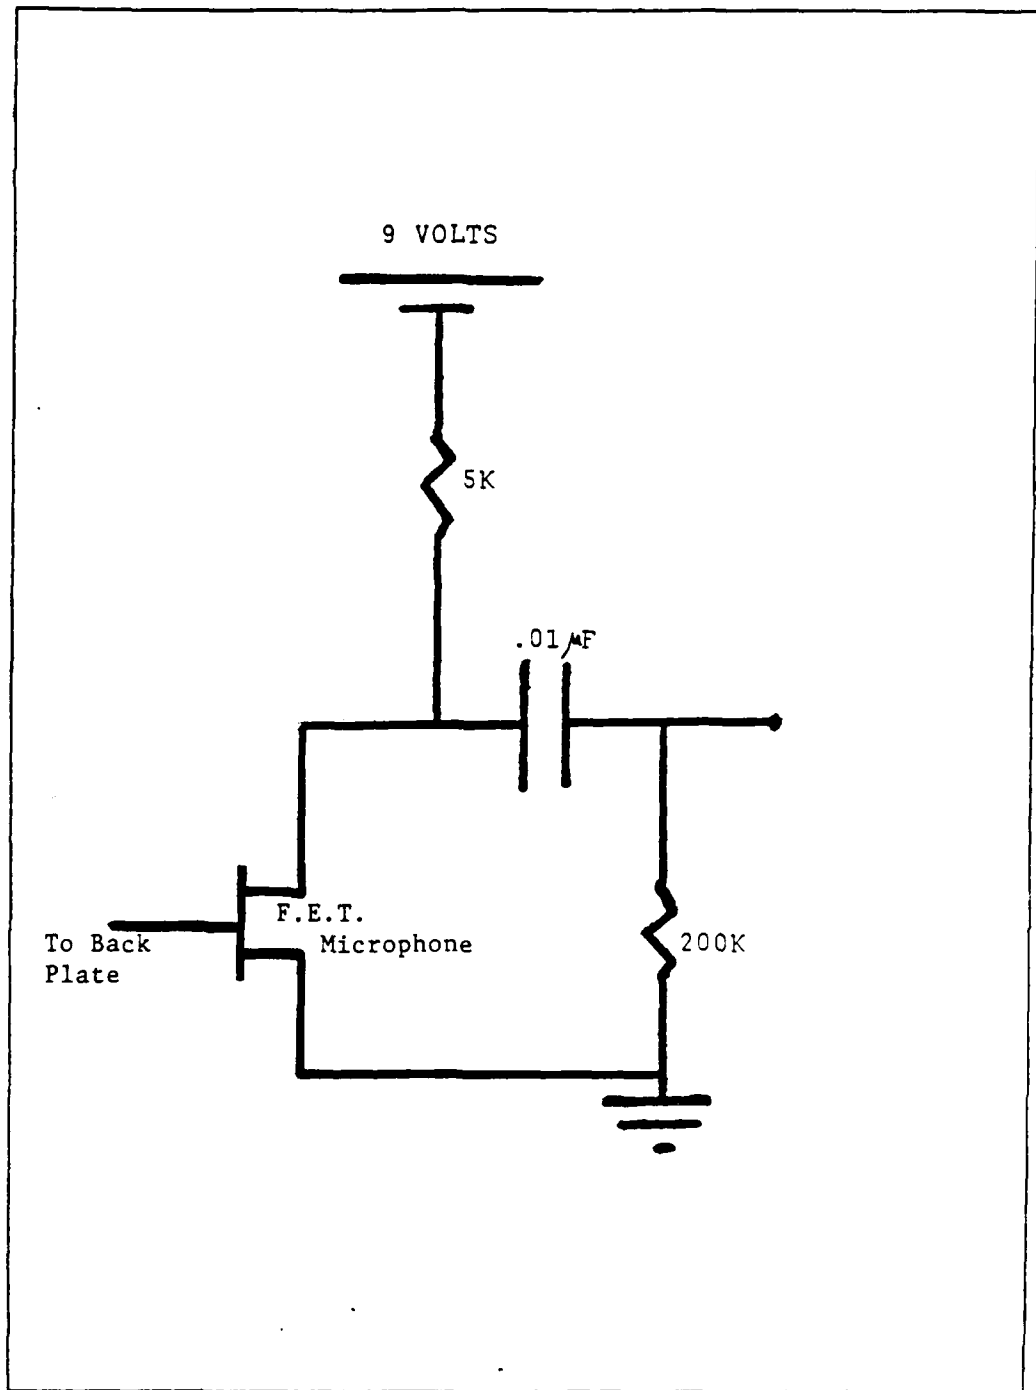 9 VOLTS
5K
.01μF
F.E.T.
Microphone
To Back
Plate
200K